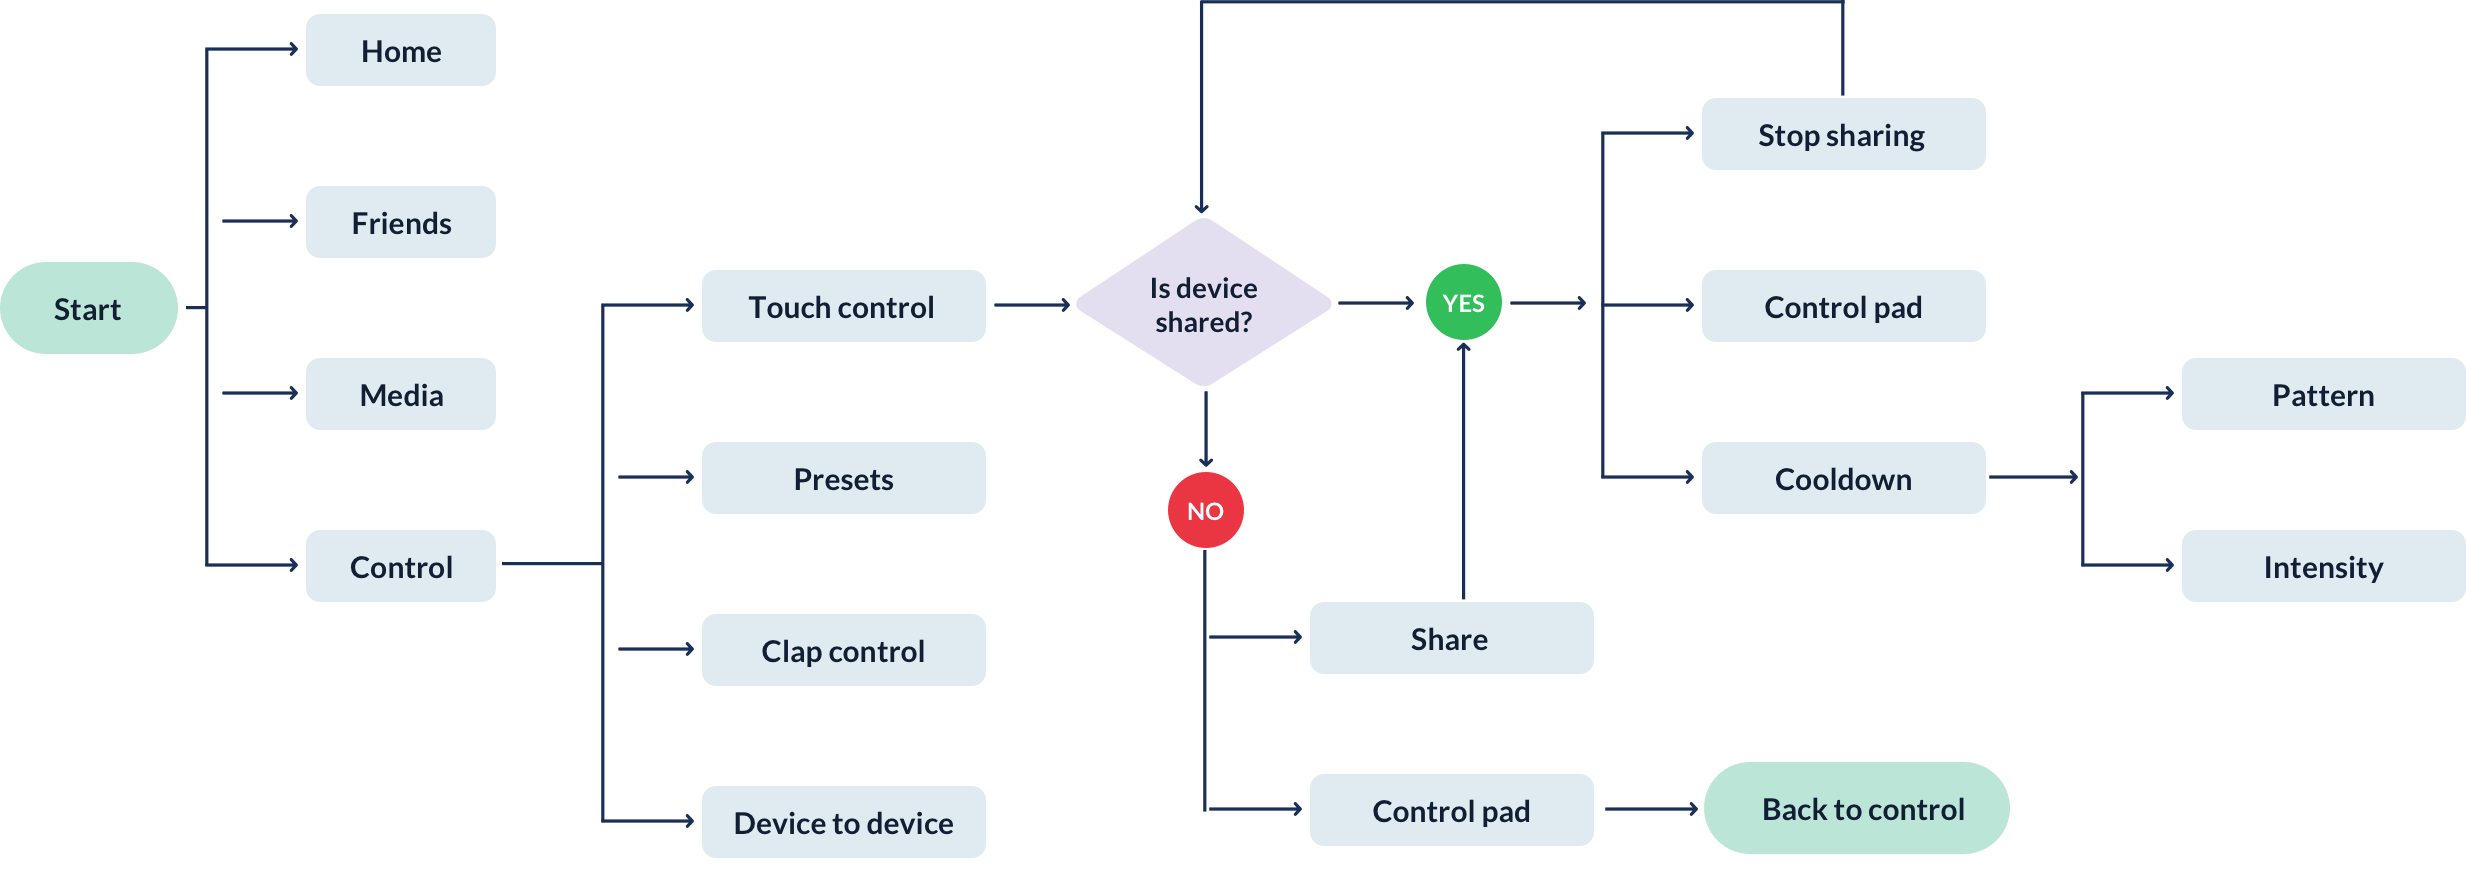 Home
Friends
Start
Media
Control
Touch control
Presets
Clap control
Device to device
Is device
shared?
YES
NO
Share
Control pad
Back to control
Stop sharing
Control pad
Cooldown
Pattern
Intensity